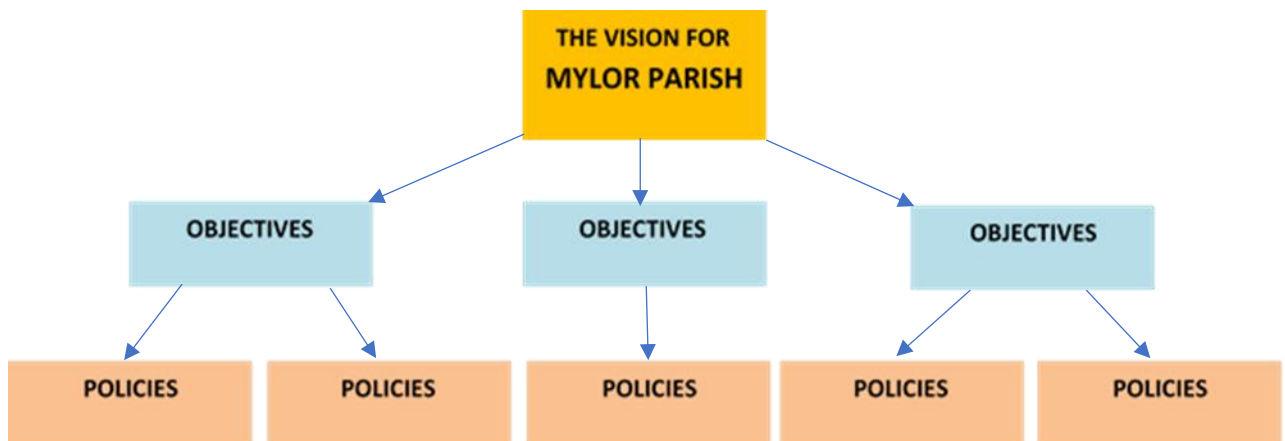 THE VISION FOR
MYLOR PARISH
OBJECTIVES
OBJECTIVES
OBJECTIVES
POLICIES
POLICIES
POLICIES
POLICIES
POLICIES